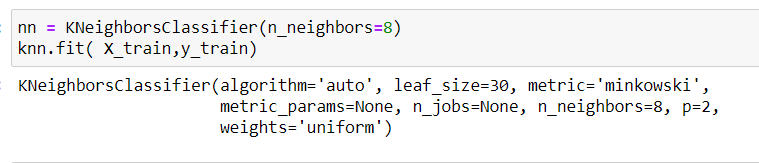 nn = KNeighborsClassifier(n_neighbors=8)
knn.fit( X_train,y_train)
KNeighborsClassifier(algorithm='auto', leaf_size=30, metric='minkowski',
metric_params=None, n_jobs=None, n_neighbors=8, p=2,
weights='uniform')